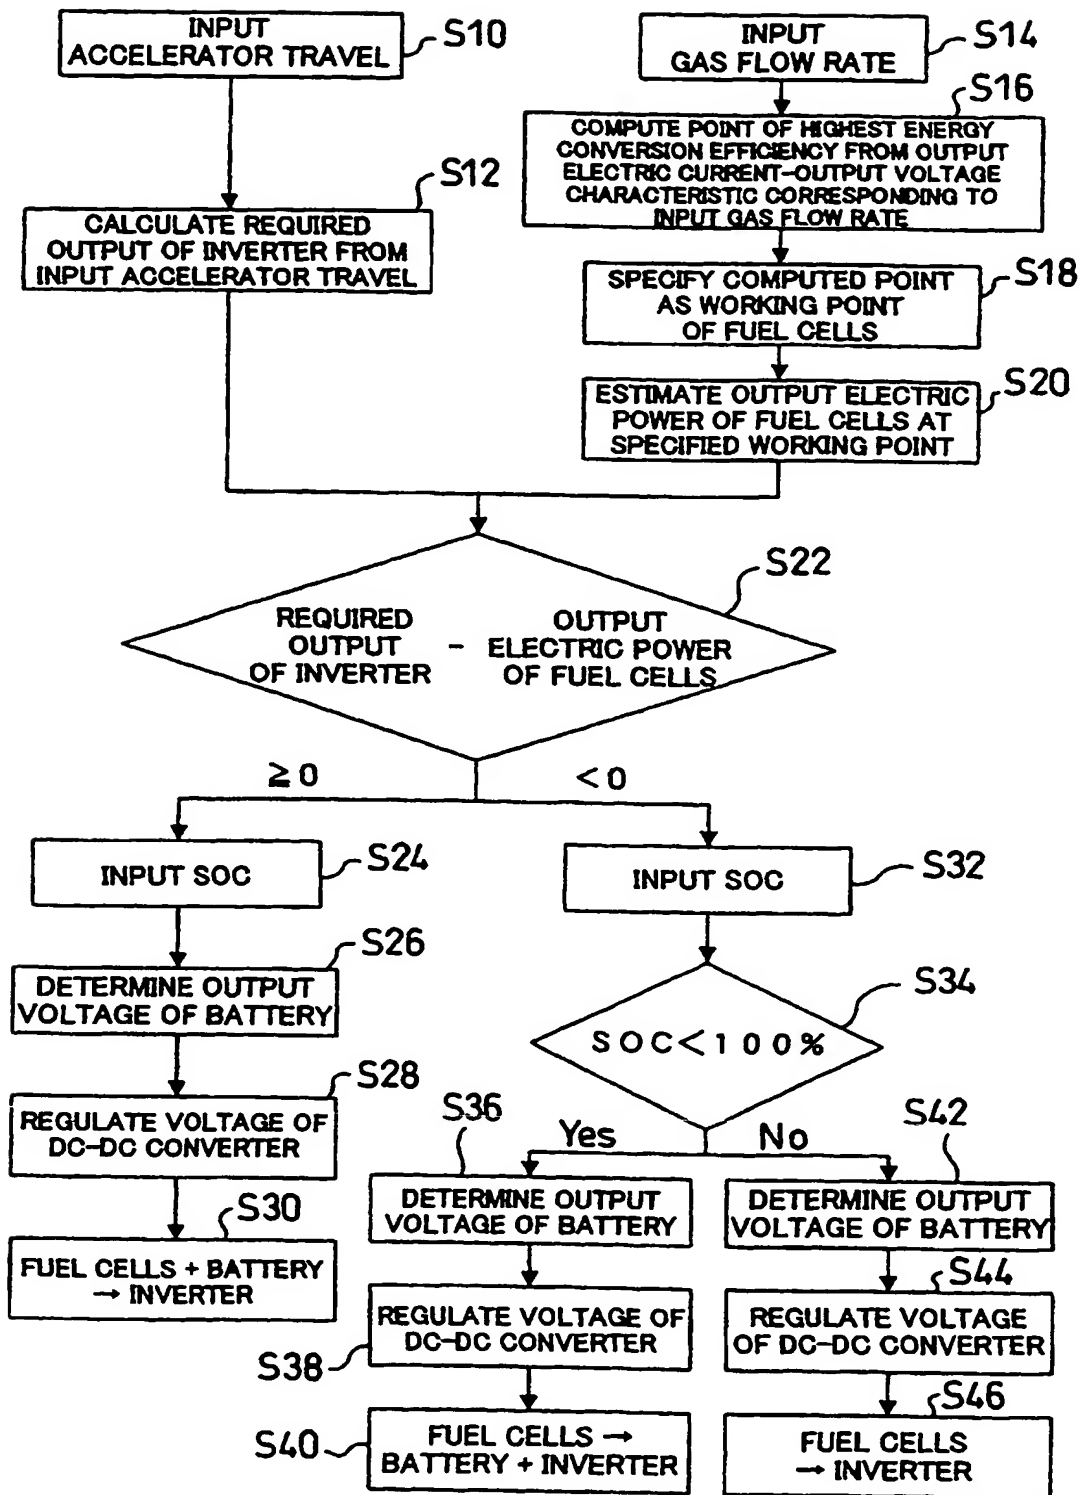 INPUT
ACCELERATOR TRAVEL
S10
INPUT
GAS FLOW RATE
S14
S16
COMPUTE POINT OF HIGHEST ENERGY
CONVERSION EFFICIENCY FROM OUTPUT
ELECTRIC CURRENT-OUTPUT VOLTAGE
CHARACTERISTIC CORRESPONDING TO
INPUT GAS FLOW RATE
S12
CALCULATE REQUIRED
OUTPUT OF INVERTER FROM
INPUT ACCELERATOR TRAVEL
SPECIFY COMPUTED POINT
AS WORKING POINT
OF FUEL CELLS
S18
ESTIMATE OUTPUT ELECTRIC
POWER OF FUEL CELLS AT
SPECIFIED WORKING POINT
S20
S22
REQUIRED
OUTPUT
OF INVERTER
–
OUTPUT
ELECTRIC POWER
OF FUEL CELLS
≧0
<0
INPUT SOC
S24
INPUT SOC
S32
S26
DETERMINE OUTPUT
VOLTAGE OF BATTERY
S34
SOC<100%
S28
REGULATE VOLTAGE OF
DC-DC CONVERTER
Yes
No
S36
DETERMINE OUTPUT
VOLTAGE OF BATTERY
S42
DETERMINE OUTPUT
VOLTAGE OF BATTERY
S30
FUEL CELLS + BATTERY
→ INVERTER
REGULATE VOLTAGE OF
DC-DC CONVERTER
S38
S44
REGULATE VOLTAGE
OF DC-DC CONVERTER
S40
FUEL CELLS →
BATTERY + INVERTER
S46
FUEL CELLS
→ INVERTER